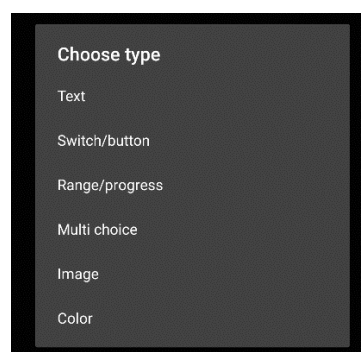 Choose type
Text
Switch/button
Range/progress
Multi choice
Image
Color